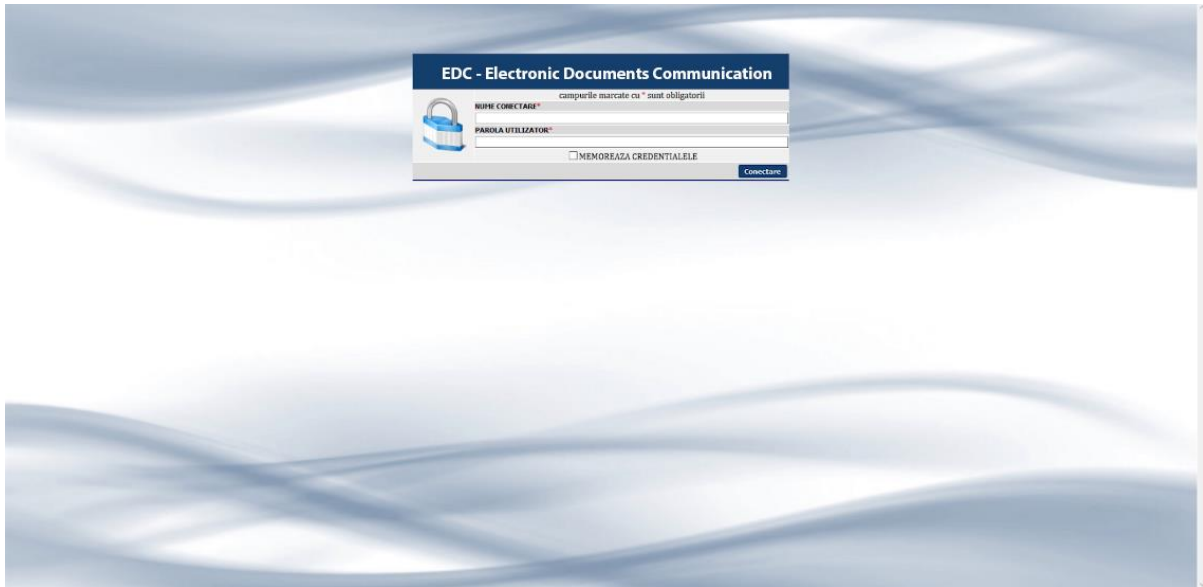 EDC - Electronic Documents Communication
campurile marcate cu * sunt obligatorii
NUME CONECTARE*
PAROLA UTILIZATOR*
MEMOREAZA CREDENTIALELE
Conectare